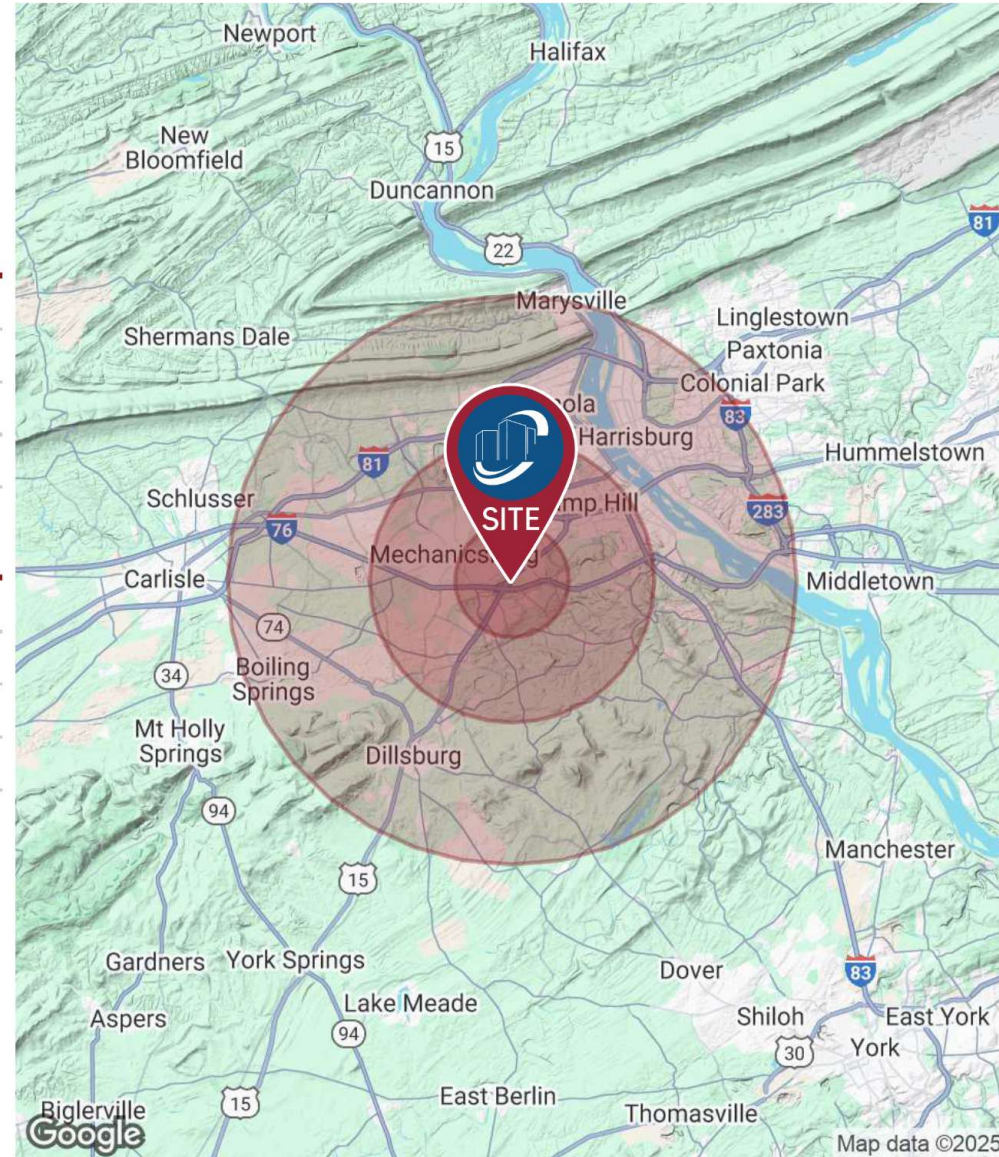 Newport
Halifax
New
Bloomfield
15
Duncannon
81
22
Marysville
Linglestown
Shermans Dale
Paxtonia
Colonial Park
83
Harrisburg
81
Hummelstown
Schlusser
SITE
283
76
Carlisle
Middletown
74
34
Boiling
Springs
Mt Holly
Springs
Dillsburg
94
Manchester
15
Gardners
York Springs
Dover
83
Lake Meade
Aspers
Shiloh
East York
94
30
York
East Berlin
Biglerville
15
Thomasville
Google
Map data ©2025